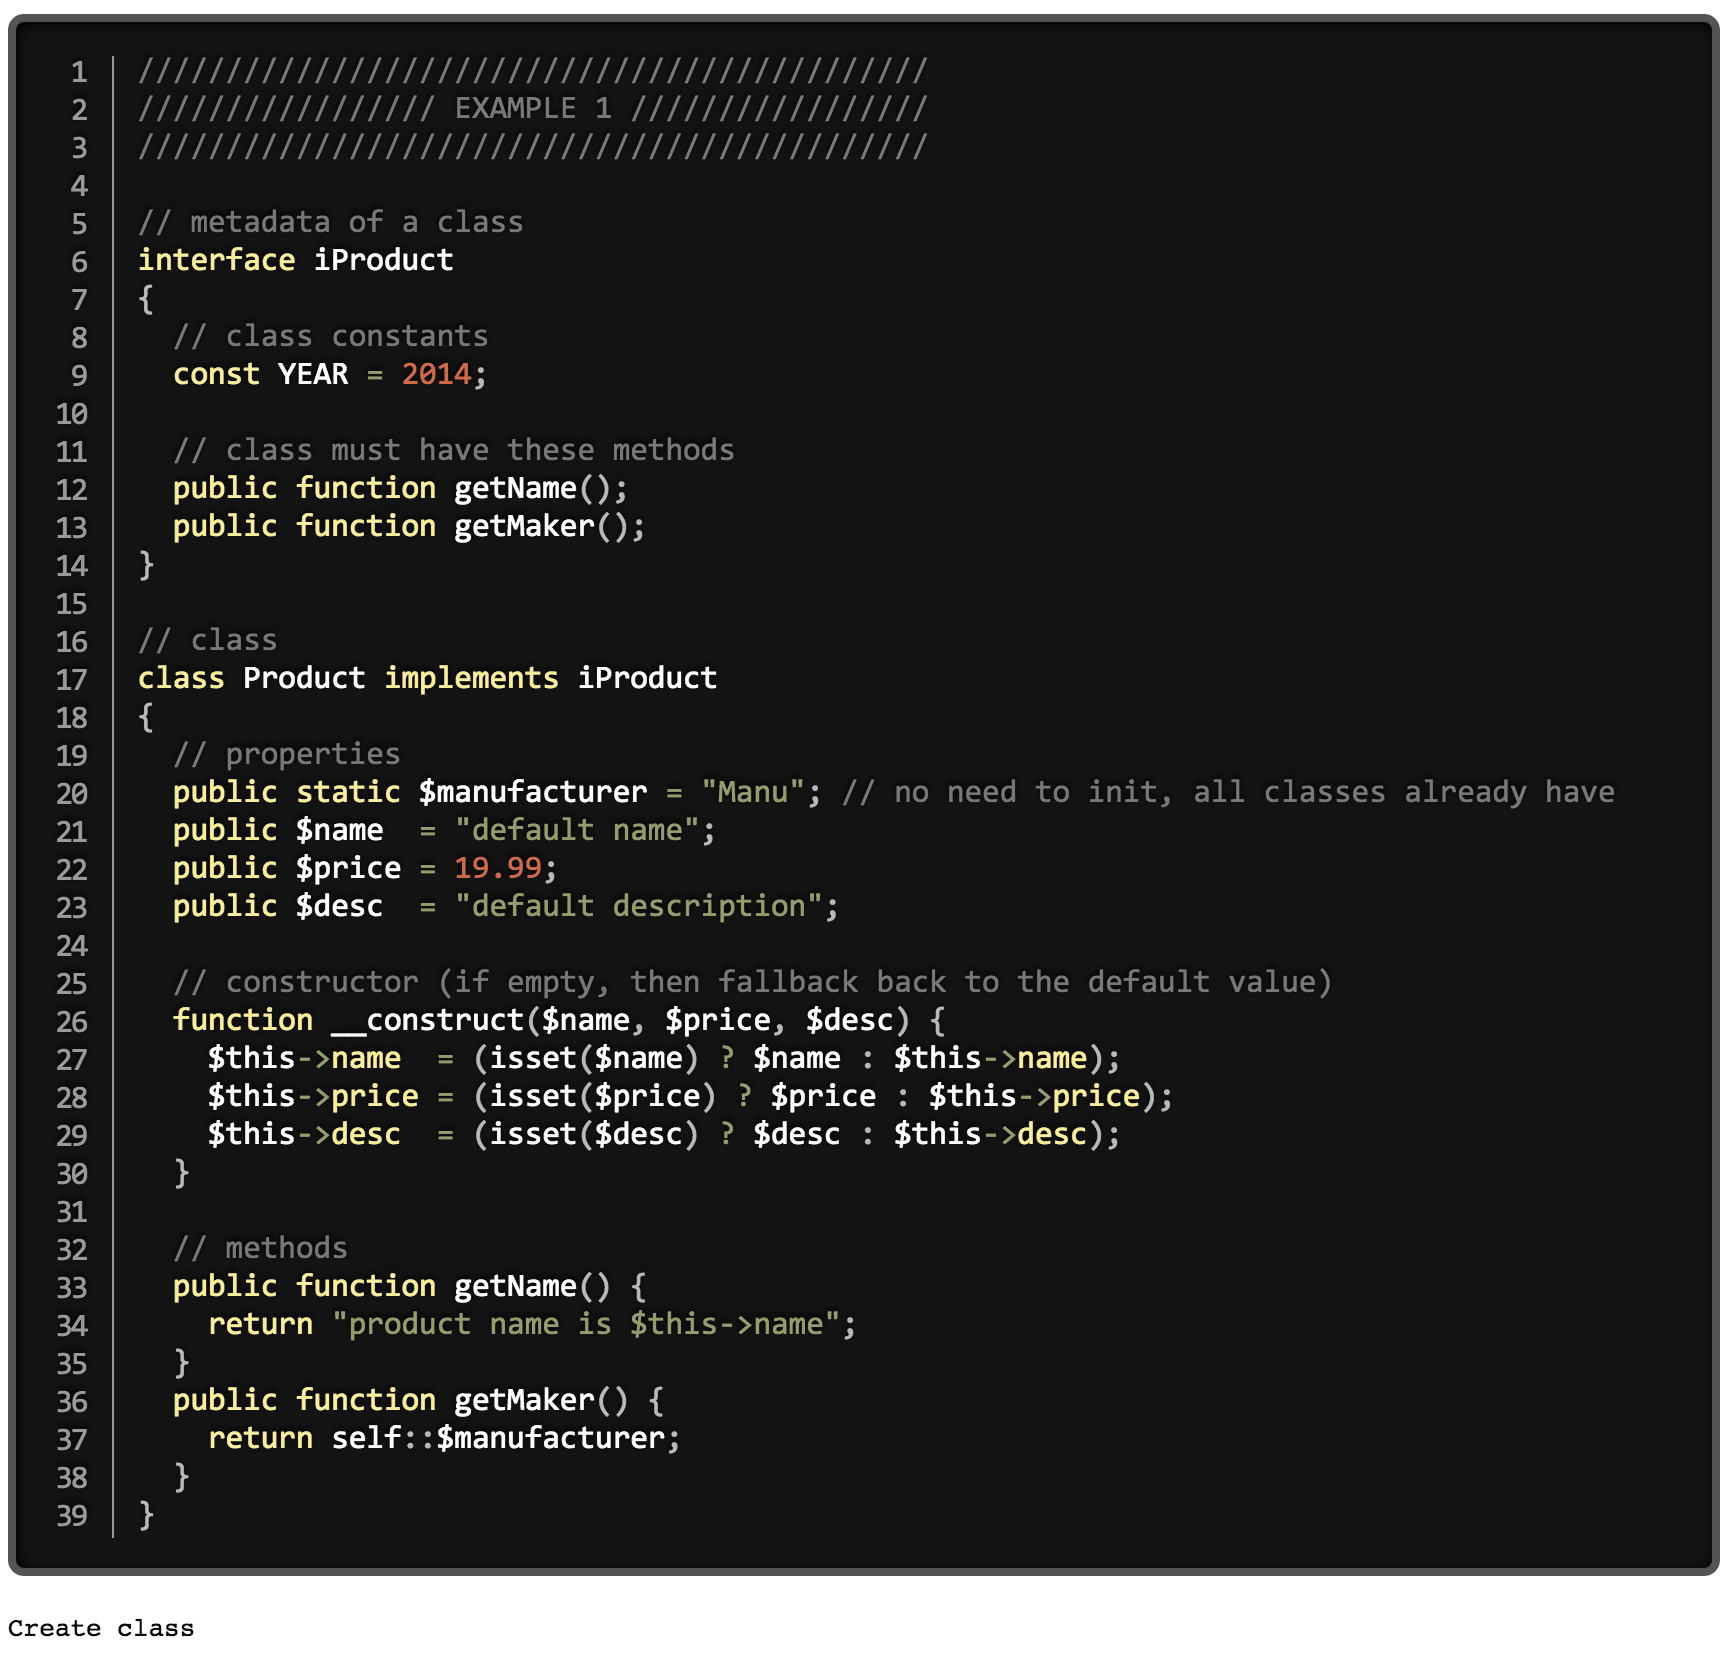 1 /////////////////////////////////////////////
2 ///////////////// EXAMPLE 1 /////////////////
3 /////////////////////////////////////////////
4
5 // metadata of a class
6 interface iProduct
7 {
8   // class constants
9   const YEAR = 2014;
10
11   // class must have these methods
12   public function getName();
13   public function getMaker();
14 }
15
16 // class
17 class Product implements iProduct
18 {
19   // properties
20   public static $manufacturer = "Manu"; // no need to init, all classes already have
21   public $name  = "default name";
22   public $price = 19.99;
23   public $desc  = "default description";
24
25   // constructor (if empty, then fallback back to the default value)
26   function __construct($name, $price, $desc) {
27     $this->name  = (isset($name) ? $name : $this->name);
28     $this->price = (isset($price) ? $price : $this->price);
29     $this->desc  = (isset($desc) ? $desc : $this->desc);
30   }
31
32   // methods
33   public function getName() {
34     return "product name is $this->name";
35   }
36   public function getMaker() {
37     return self::$manufacturer;
38   }
39 }
Create class